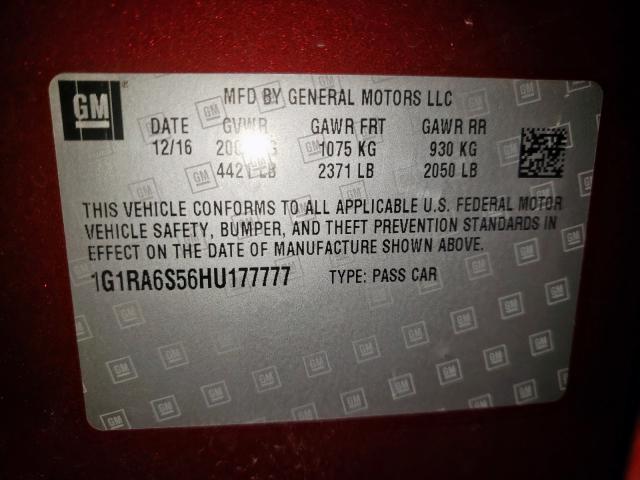 GM
MFD BY GENERAL MOTORS LLC
DATE GVWR GAWR FRT GAWR RR
12/16 1075 KG 930 KG
4421 LB 2371 LB 2050 LB
THIS VEHICLE CONFORMS TO ALL APPLICABLE U.S. FEDERAL MOTOR
VEHICLE SAFETY, BUMPER, AND THEFT PREVENTION STANDARDS IN
EFFECT ON THE DATE OF MANUFACTURE SHOWN ABOVE.
1G1RA6S56HU177777 TYPE: PASS CAR